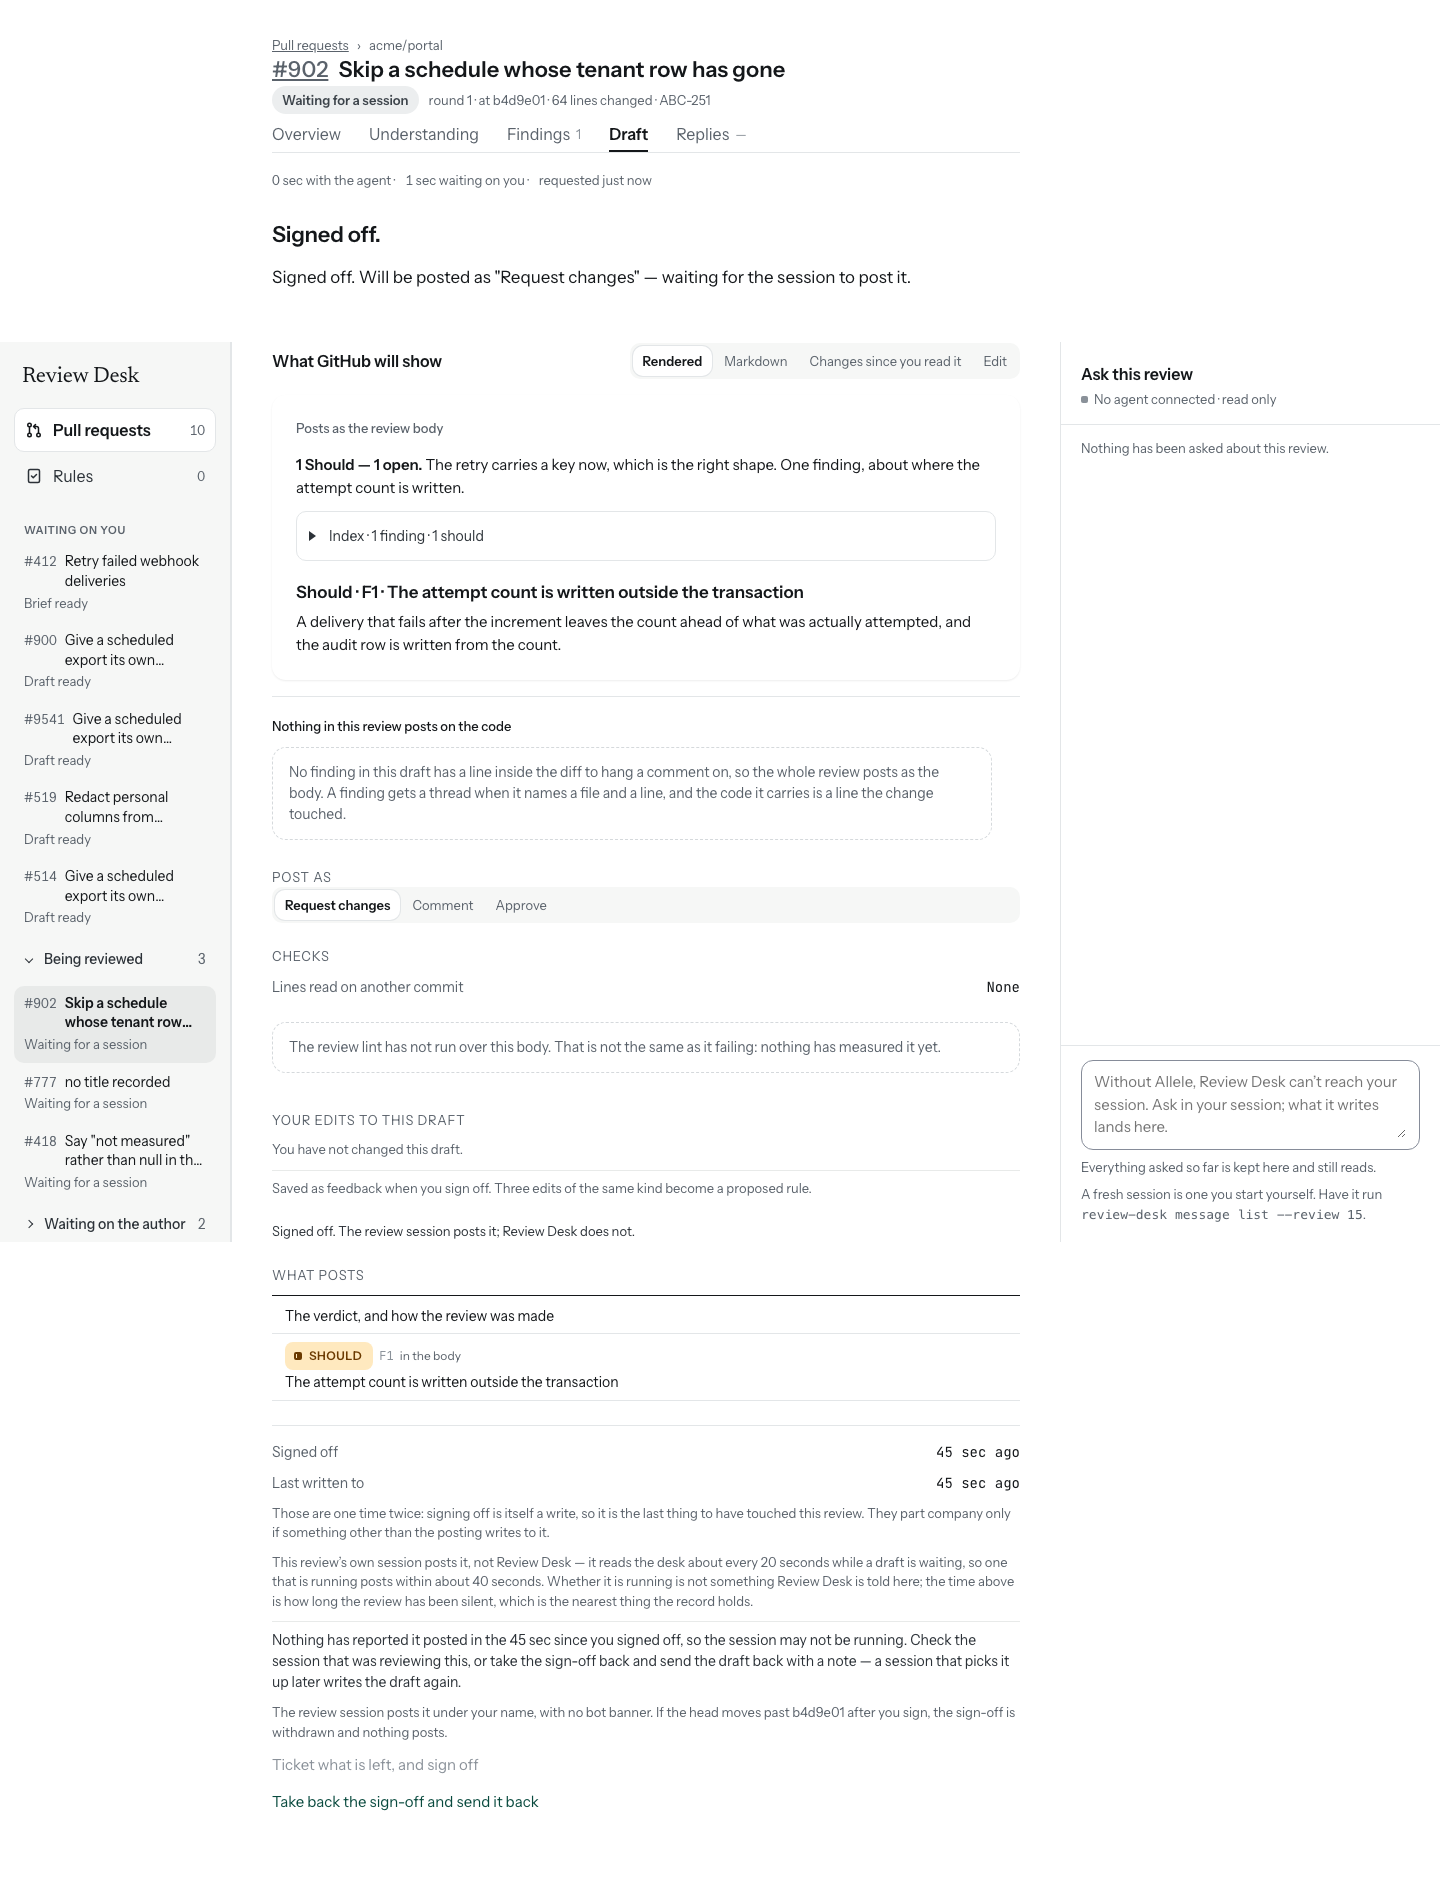 Pull requests › acme/portal
#902 Skip a schedule whose tenant row has gone
Waiting for a session round 1 · at b4d9e01 · 64 lines changed · ABC-251
Overview Understanding Findings 1 Draft Replies —
0 sec with the agent · 1 sec waiting on you · requested just now
Signed off.
Signed off. Will be posted as "Request changes" — waiting for the session to post it.
Review Desk
Pull requests 10
Rules 0
WAITING ON YOU
#412 Retry failed webhook
deliveries
Brief ready
#900 Give a scheduled
export its own…
Draft ready
#9541 Give a scheduled
export its own…
Draft ready
#519 Redact personal
columns from…
Draft ready
#514 Give a scheduled
export its own…
Draft ready
Being reviewed 3
#902 Skip a schedule
whose tenant row…
Waiting for a session
#777 no title recorded
Waiting for a session
#418 Say "not measured"
rather than null in th…
Waiting for a session
Waiting on the author 2
What GitHub will show
Rendered Markdown Changes since you read it Edit
Posts as the review body
1 Should — 1 open. The retry carries a key now, which is the right shape. One finding, about where the
attempt count is written.
Index · 1 finding · 1 should
Should · F1 · The attempt count is written outside the transaction
A delivery that fails after the increment leaves the count ahead of what was actually attempted, and
the audit row is written from the count.
Nothing in this review posts on the code
No finding in this draft has a line inside the diff to hang a comment on, so the whole review posts as the
body. A finding gets a thread when it names a file and a line, and the code it carries is a line the change
touched.
POST AS
Request changes Comment Approve
CHECKS
Lines read on another commit None
The review lint has not run over this body. That is not the same as it failing: nothing has measured it yet.
YOUR EDITS TO THIS DRAFT
You have not changed this draft.
Saved as feedback when you sign off. Three edits of the same kind become a proposed rule.
Signed off. The review session posts it; Review Desk does not.
WHAT POSTS
The verdict, and how the review was made
SHOULD F1 in the body
The attempt count is written outside the transaction
Signed off 45 sec ago
Last written to 45 sec ago
Those are one time twice: signing off is itself a write, so it is the last thing to have touched this review. They part company only
if something other than the posting writes to it.
This review's own session posts it, not Review Desk — it reads the desk about every 20 seconds while a draft is waiting, so one
that is running posts within about 40 seconds. Whether it is running is not something Review Desk is told here; the time above
is how long the review has been silent, which is the nearest thing the record holds.
Nothing has reported it posted in the 45 sec since you signed off, so the session may not be running. Check the
session that was reviewing this, or take the sign-off back and send the draft back with a note — a session that picks it
up later writes the draft again.
The review session posts it under your name, with no bot banner. If the head moves past b4d9e01 after you sign, the sign-off is
withdrawn and nothing posts.
Ticket what is left, and sign off
Take back the sign-off and send it back
Ask this review
No agent connected · read only
Nothing has been asked about this review.
Without Allele, Review Desk can't reach your
session. Ask in your session; what it writes
lands here.
Everything asked so far is kept here and still reads.
A fresh session is one you start yourself. Have it run
review-desk message list --review 15.